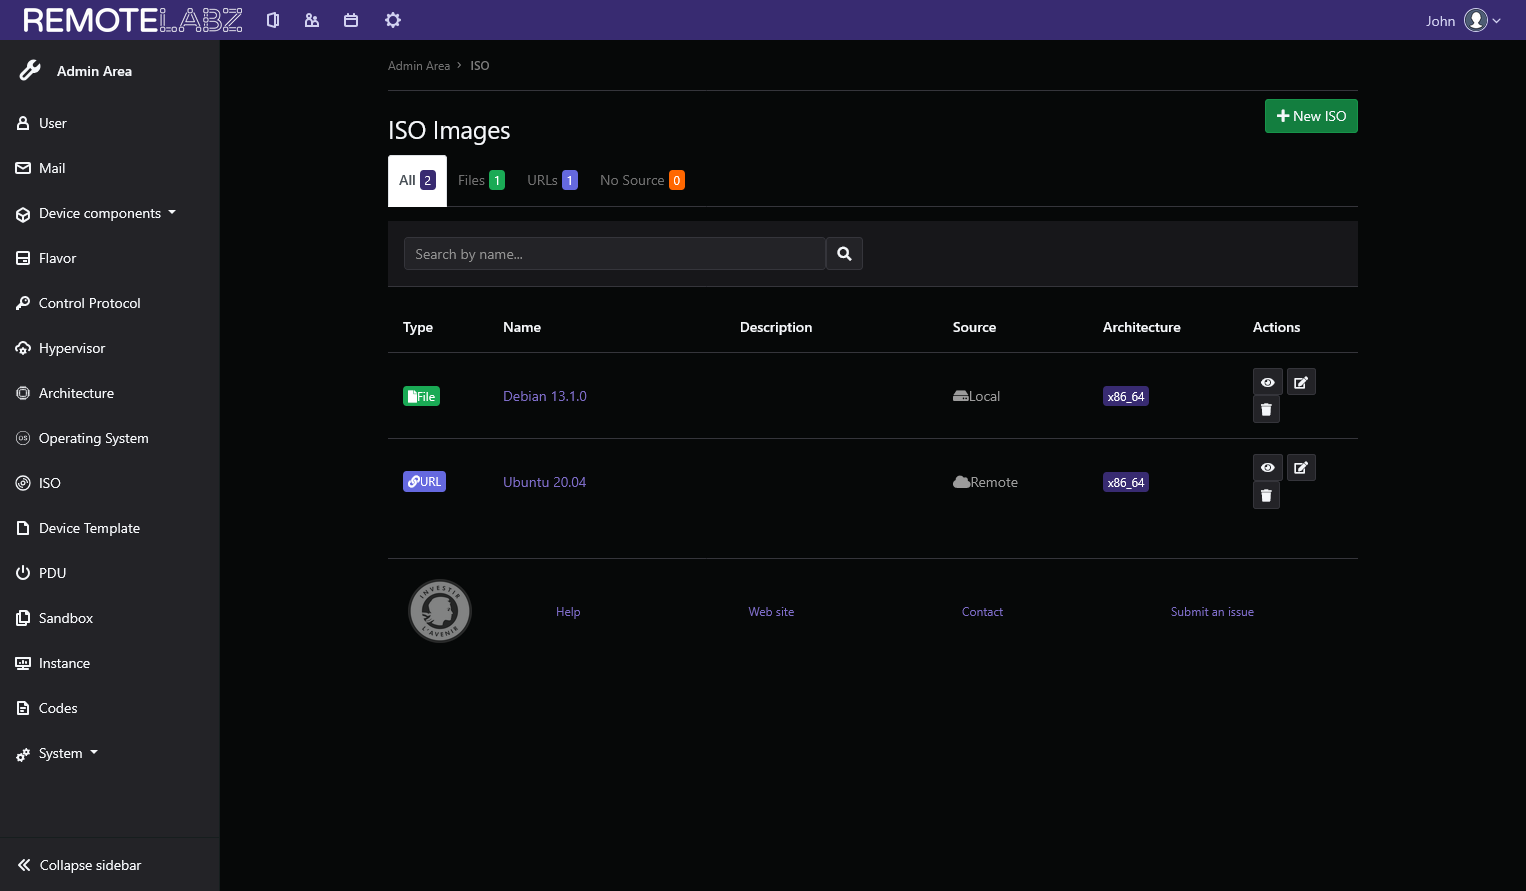 REMOTELABZ
John
Admin Area
User
Mail
Device components
Flavor
Control Protocol
Hypervisor
Architecture
OS Operating System
ISO
Device Template
PDU
Sandbox
Instance
Codes
System
Collapse sidebar
Admin Area > ISO
ISO Images
New ISO
All 2 Files 1 URLs 1 No Source 0
Search by name...
Type Name Description Source Architecture Actions
File Debian 13.1.0 Local x86_64
URL Ubuntu 20.04 Remote x86_64
INVESTIR
L'AVENIR
Help Web site Contact Submit an issue